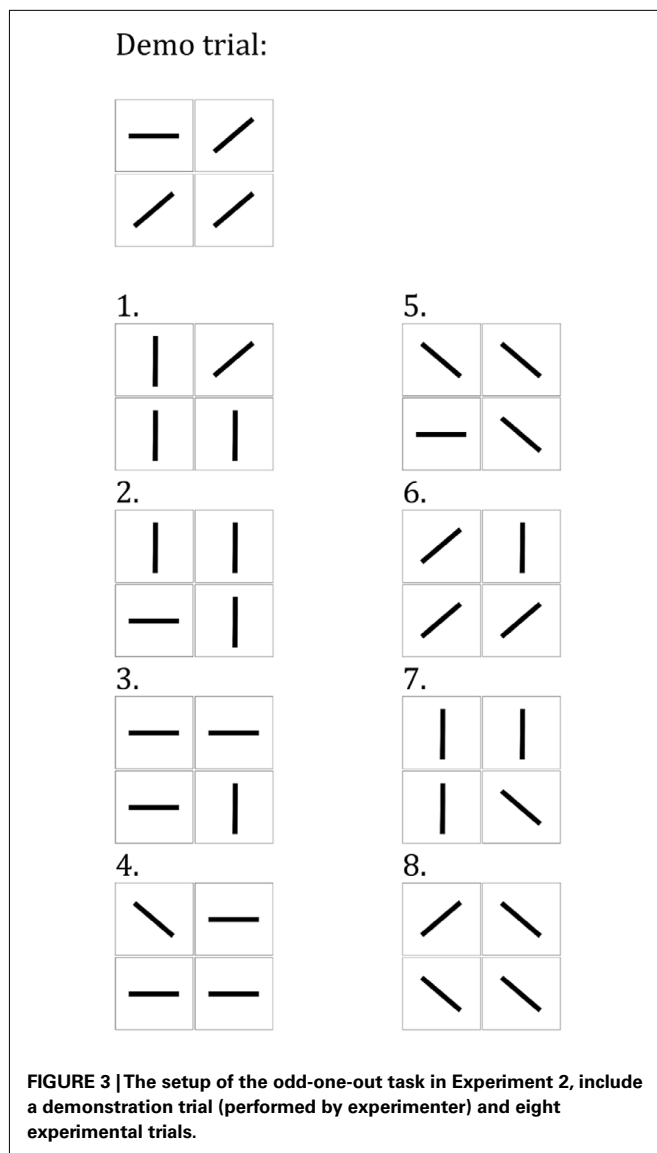 Demo trial:
1.
5.
2.
6.
3.
7.
4.
8.
FIGURE 3 | The setup of the odd-one-out task in Experiment 2, include
a demonstration trial (performed by experimenter) and eight
experimental trials.